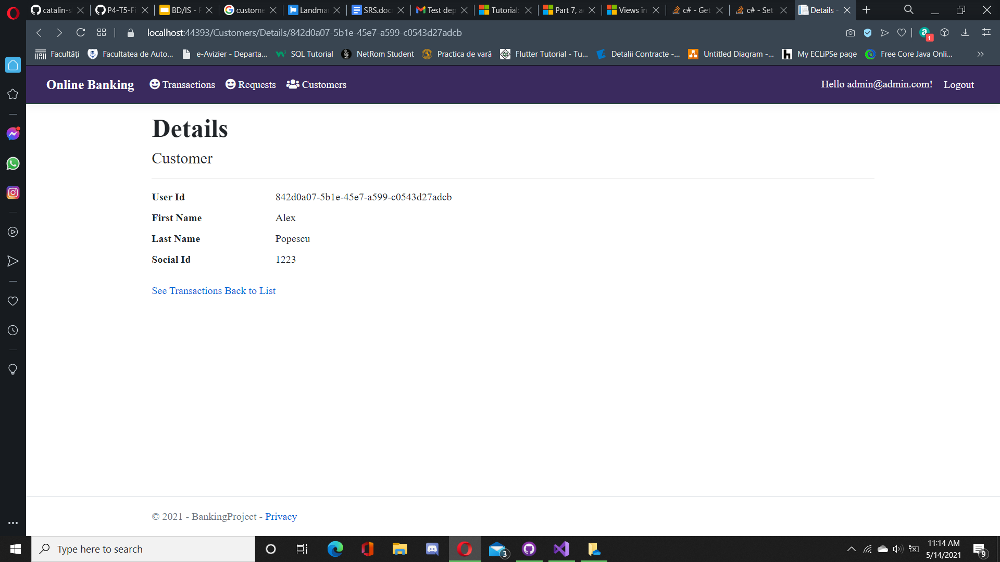 catalin-s
P4-T5-Fi
BD/IS - P
custome
Landma
SRS.doc
Test dep
Tutorial:
Part 7, a
Views in
c# - Get
c# - Set
Details -
localhost:44393/Customers/Details/842d0a07-5b1e-45e7-a599-c0543d27adcb
a 1
Facultăți
Facultatea de Auto...
e-Avizier - Departa...
SQL Tutorial
NetRom Student
Practica de vară
Flutter Tutorial - Tu...
Detalii Contracte -...
Untitled Diagram -...
My ECLiPSe page
Free Core Java Onli...
Online Banking Transactions Requests Customers Hello admin@admin.com! Logout
Details
Customer
User Id 842d0a07-5b1e-45e7-a599-c0543d27adcb
First Name Alex
Last Name Popescu
Social Id 1223
See Transactions Back to List
© 2021 - BankingProject - Privacy
Type here to search
3
11:14 AM
5/14/2021
9